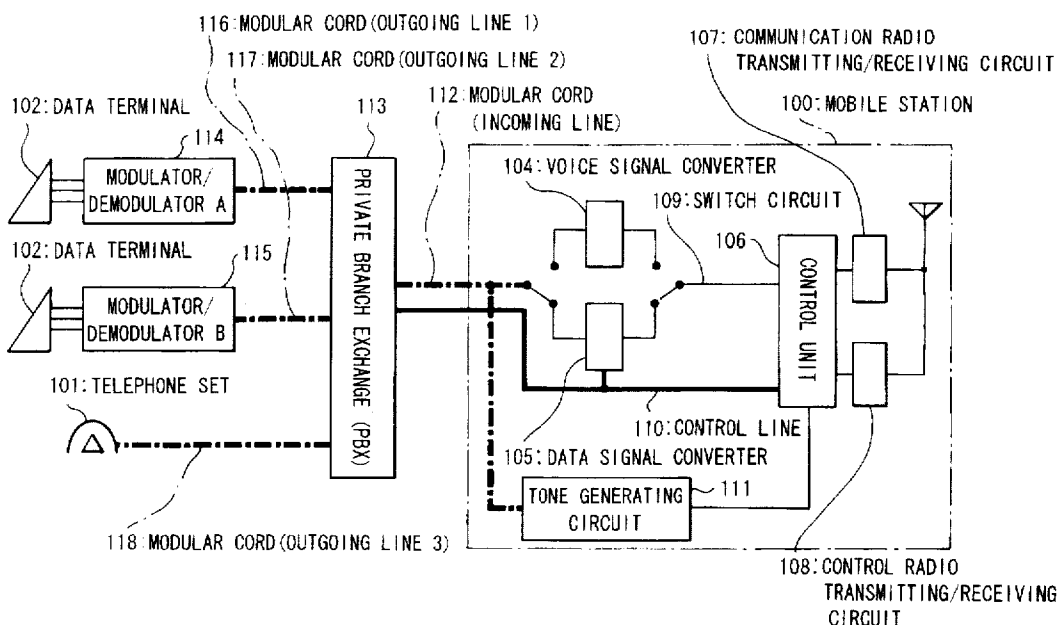 116:MODULAR CORD(OUTGOING LINE 1)
117:MODULAR CORD(OUTGOING LINE 2)
107: COMMUNICATION RADIO
TRANSMITTING/RECEIVING CIRCUIT
102:DATA TERMINAL
114
113
112:MODULAR CORD
(INCOMING LINE)
100:MOBILE STATION
MODULATOR/
DEMODULATOR A
PRIVATE BRANCH EXCHANGE (PBX)
104:VOICE SIGNAL CONVERTER
109:SWITCH CIRCUIT
106
CONTROL UNIT
102:DATA TERMINAL
115
MODULATOR/
DEMODULATOR B
101:TELEPHONE SET
110:CONTROL LINE
105:DATA SIGNAL CONVERTER
TONE GENERATING
CIRCUIT
111
118:MODULAR CORD(OUTGOING LINE 3)
108:CONTROL RADIO
TRANSMITTING/RECEIVING
CIRCUIT